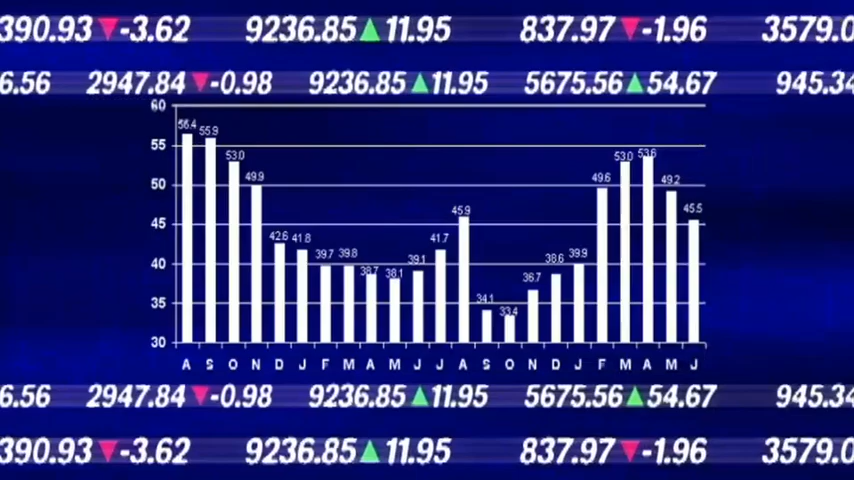 390.93▼-3.62 9236.85▲11.95 837.97▼-1.96 3579.0
6.56 2947.84▼-0.98 9236.85▲11.95 5675.56▲54.67 945.34
60
55
50
45
40
35
30
56.4 55.9 53.0 49.9 42.6 41.8 39.7 39.8 38.7 38.1 39.1 41.7 45.9 34.1 33.4 36.7 38.6 39.9 49.6 53.0 53.6 49.2 45.5
A S O N D J F M A M J J A S O N D J F M A M J
6.56 2947.84▼-0.98 9236.85▲11.95 5675.56▲54.67 945.34
390.93▼-3.62 9236.85▲11.95 837.97▼-1.96 3579.0